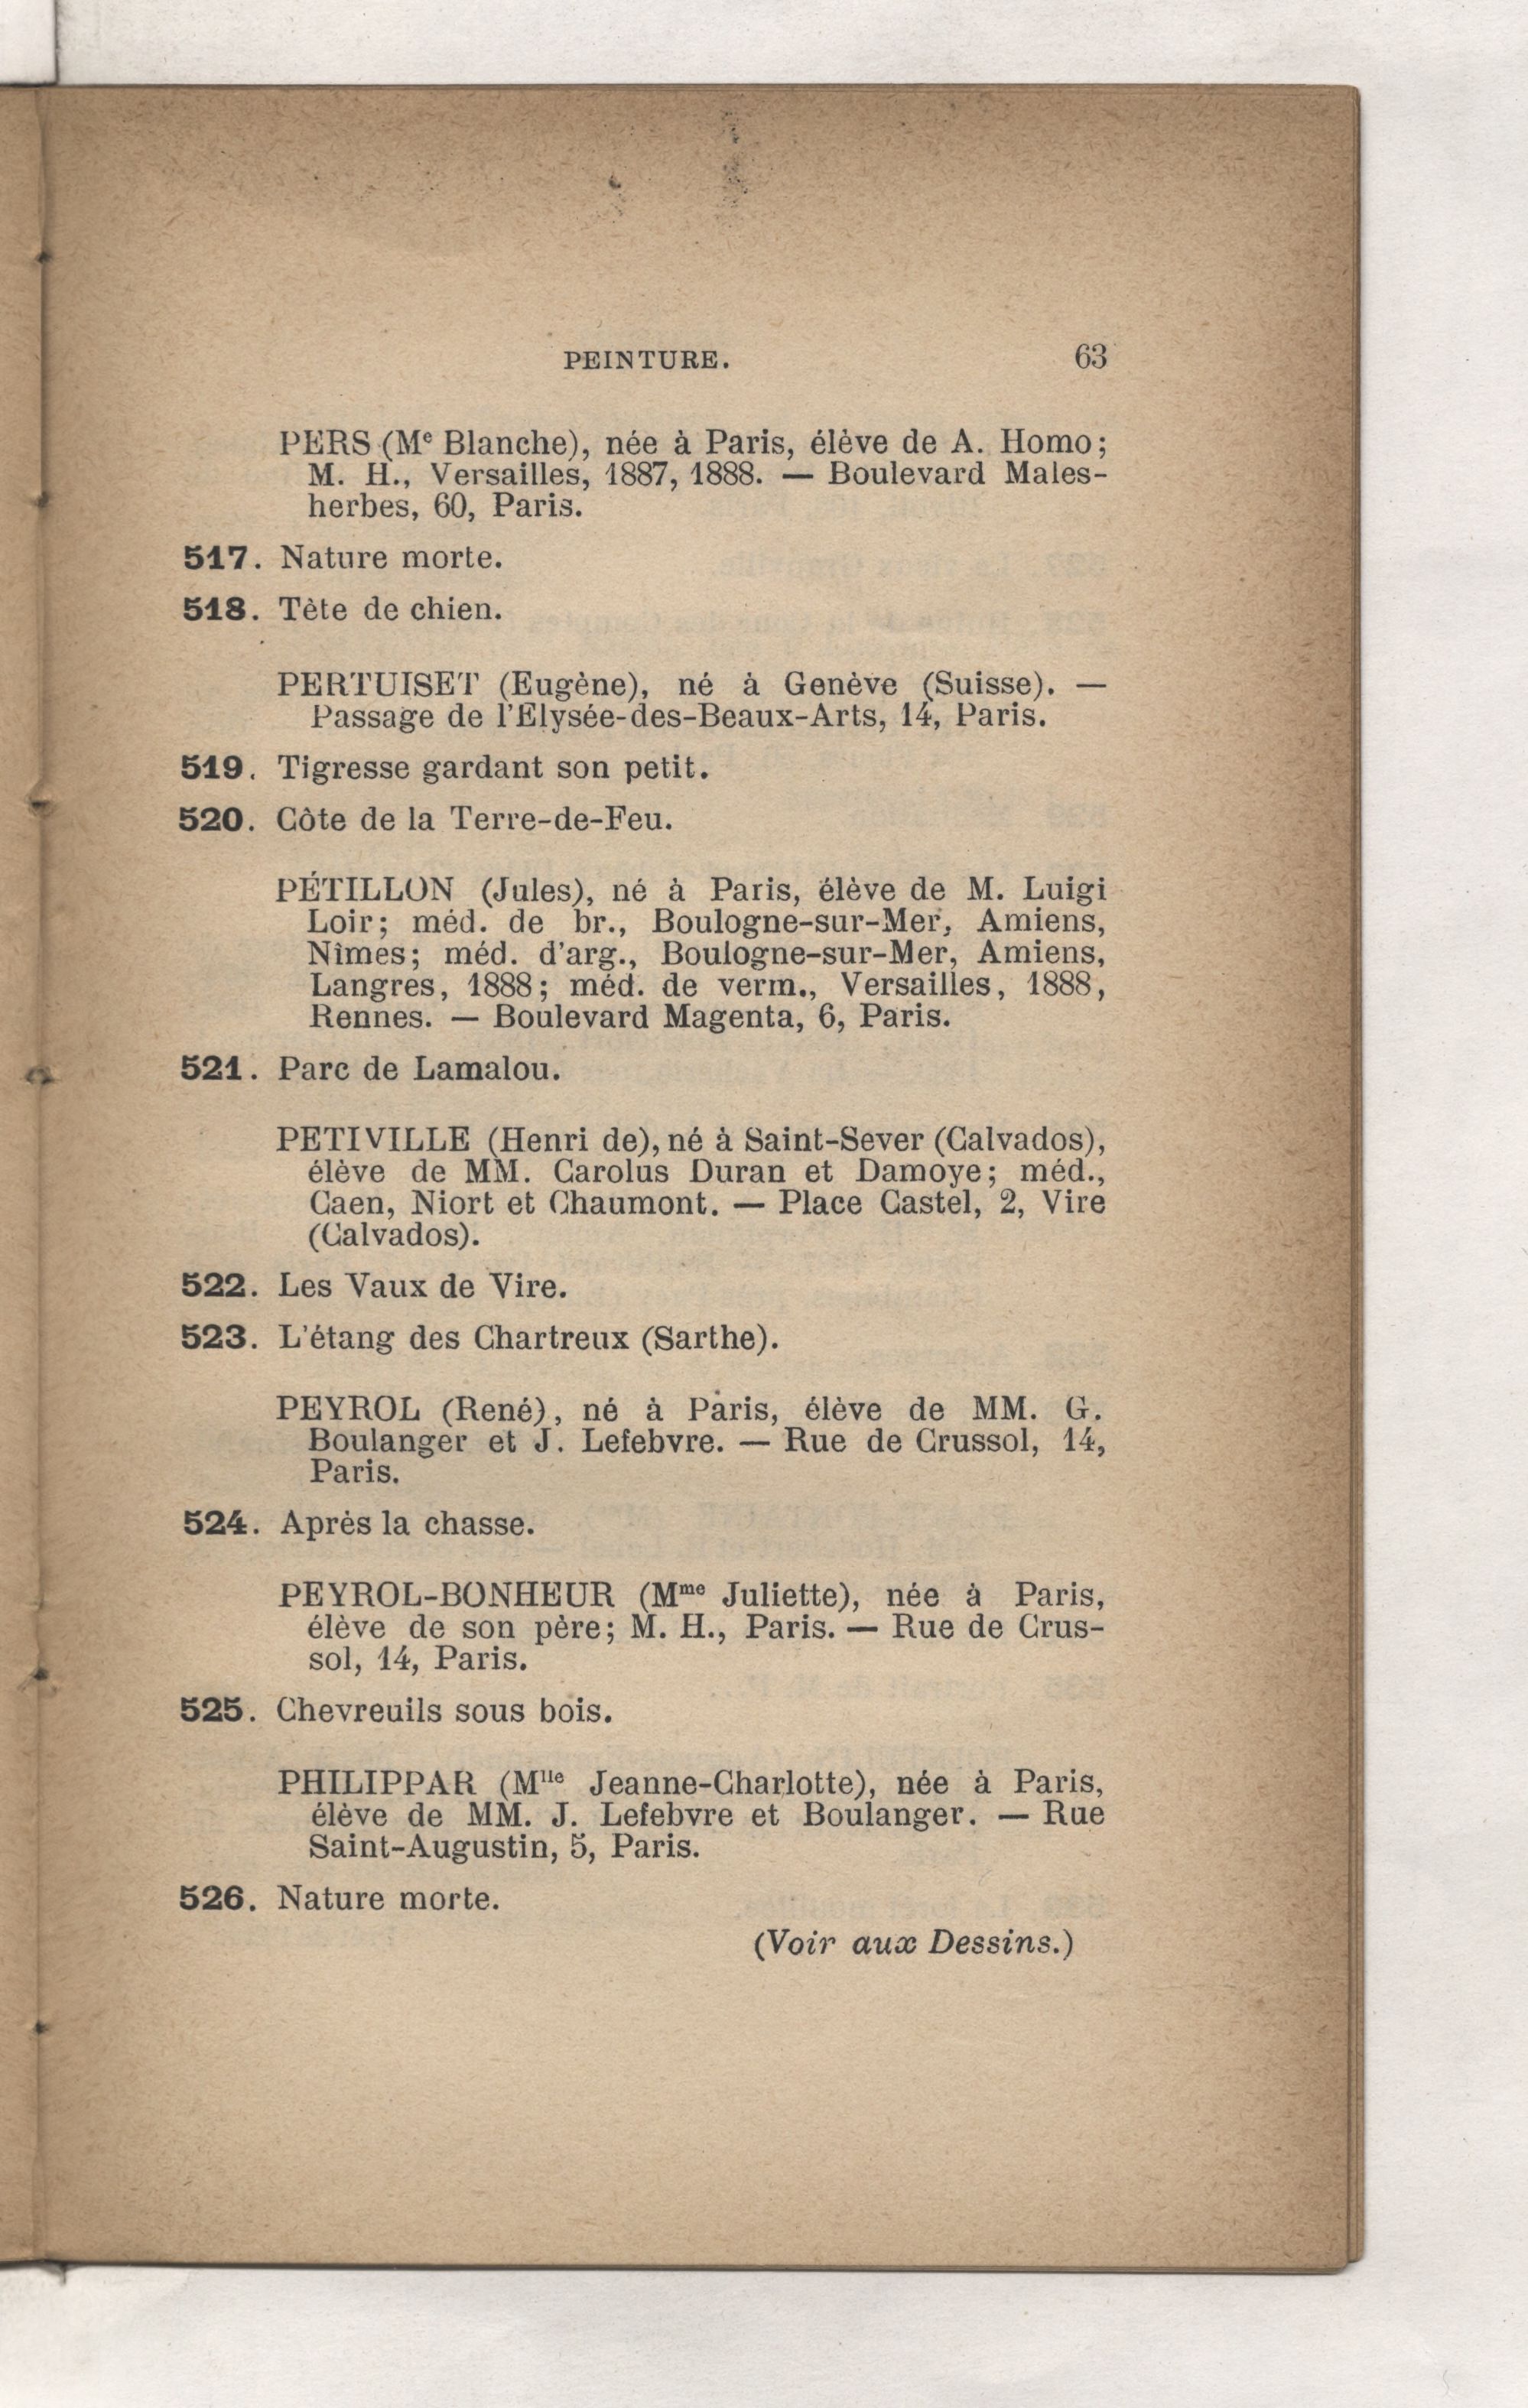 PEINTURE. 63
PERS (Me Blanche), née à Paris, élève de A. Homo;
M. H., Versailles, 1887, 1888. — Boulevard Males-
herbes, 60, Paris.
517. Nature morte.
518. Tête de chien.
PERTUISET (Eugène), né à Genève (Suisse). —
Passage de l'Elysée-des-Beaux-Arts, 14, Paris.
519. Tigresse gardant son petit.
520. Côte de la Terre-de-Feu.
PÉTILLON (Jules), né à Paris, élève de M. Luigi
Loir; méd. de br., Boulogne-sur-Mer, Amiens,
Nîmes; méd. d'arg., Boulogne-sur-Mer, Amiens,
Langres, 1888; méd. de verm., Versailles, 1888,
Rennes. — Boulevard Magenta, 6, Paris.
521. Parc de Lamalou.
PETIVILLE (Henri de), né à Saint-Sever (Calvados),
élève de MM. Carolus Duran et Damoye; méd.,
Caen, Niort et Chaumont. — Place Castel, 2, Vire
(Calvados).
522. Les Vaux de Vire.
523. L'étang des Chartreux (Sarthe).
PEYROL (René), né à Paris, élève de MM. G.
Boulanger et J. Lefebvre. — Rue de Crussol, 14,
Paris.
524. Après la chasse.
PEYROL-BONHEUR (Mme Juliette), née à Paris,
élève de son père; M. H., Paris. — Rue de Crus-
sol, 14, Paris.
525. Chevreuils sous bois.
PHILIPPAR (Mlle Jeanne-Charlotte), née à Paris,
élève de MM. J. Lefebvre et Boulanger. — Rue
Saint-Augustin, 5, Paris.
526. Nature morte.
(Voir aux Dessins.)